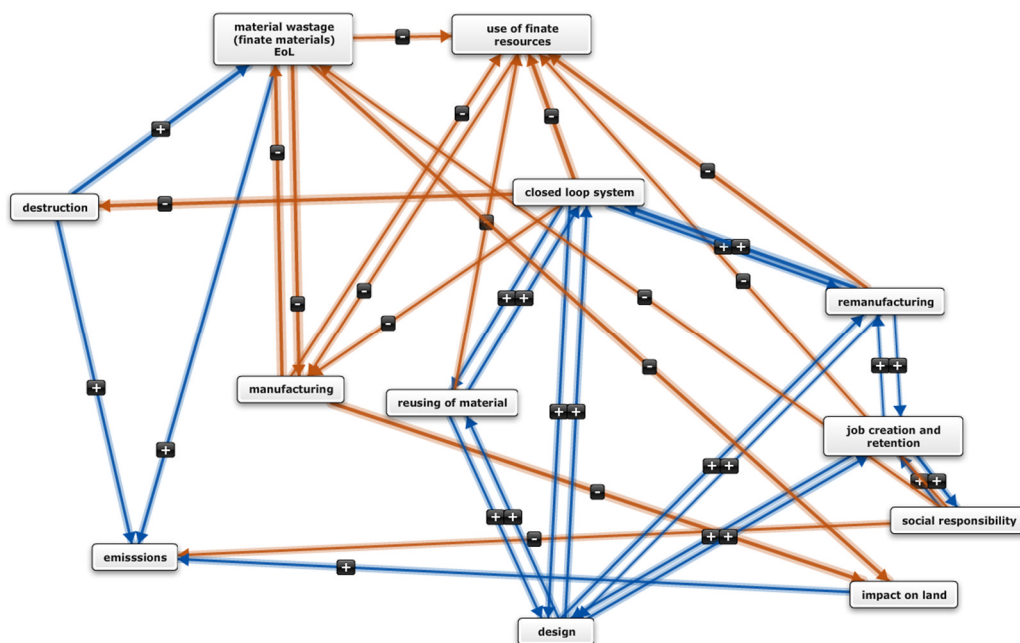 material wastage
(finate materials)
EoL
use of finate
resources
-
-
-
+
-
-
closed loop system
destruction
-
-
-
+
+
remanufacturing
-
-
-
+
+
-
-
+
+
-
manufacturing
+
reusing of material
+
+
job creation and
retention
+
+
+
+
+
-
+
+
social responsibility
-
+
+
emisssions
+
impact on land
design